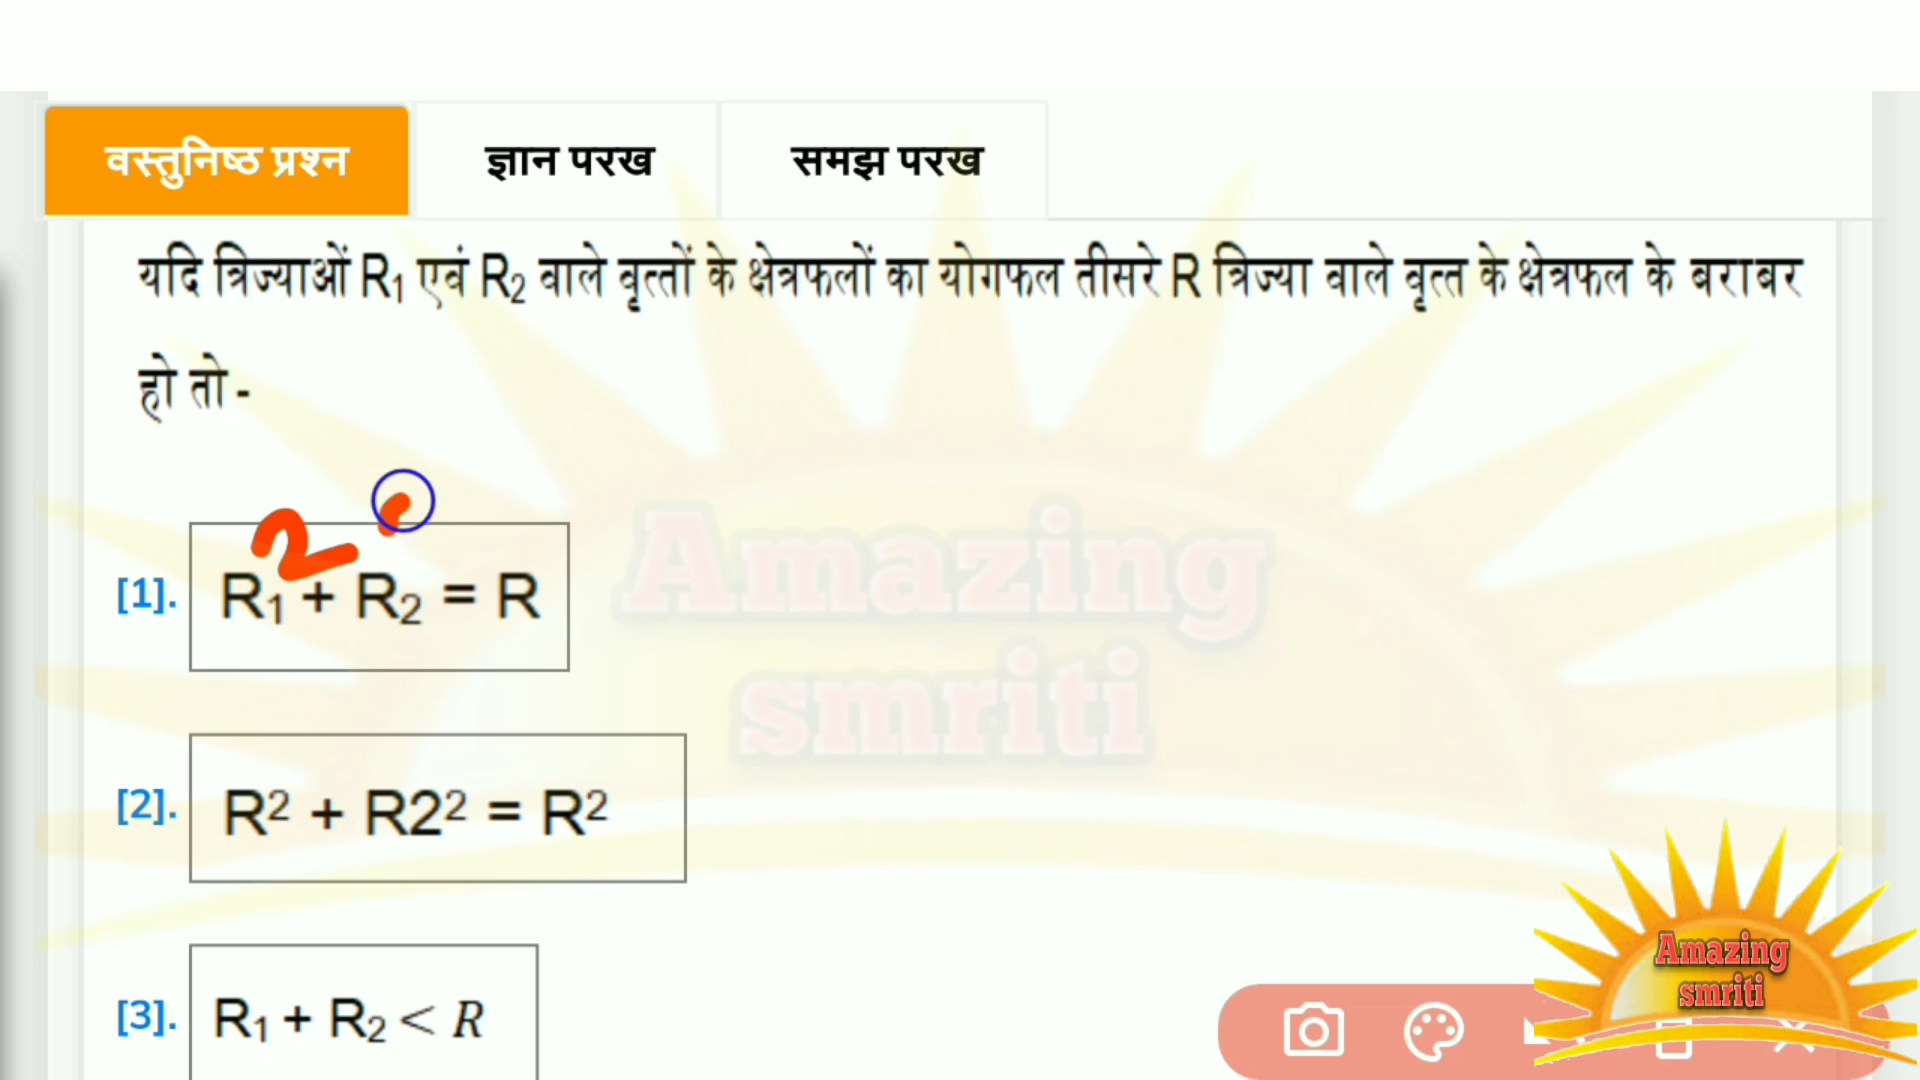 वस्तुनिष्ठ प्रश्न ज्ञान परख समझ परख
यदि त्रिज्याओं R₁ एवं R₂ वाले वृत्तों के क्षेत्रफलों का योगफल तीसरे R त्रिज्या वाले वृत्त के क्षेत्रफल के बराबर
हो तो -
2
[1]. R₁ + R₂ = R
Amazing
smriti
[2]. R² + R2² = R²
[3]. R₁ + R₂ < R
Amazing
smriti